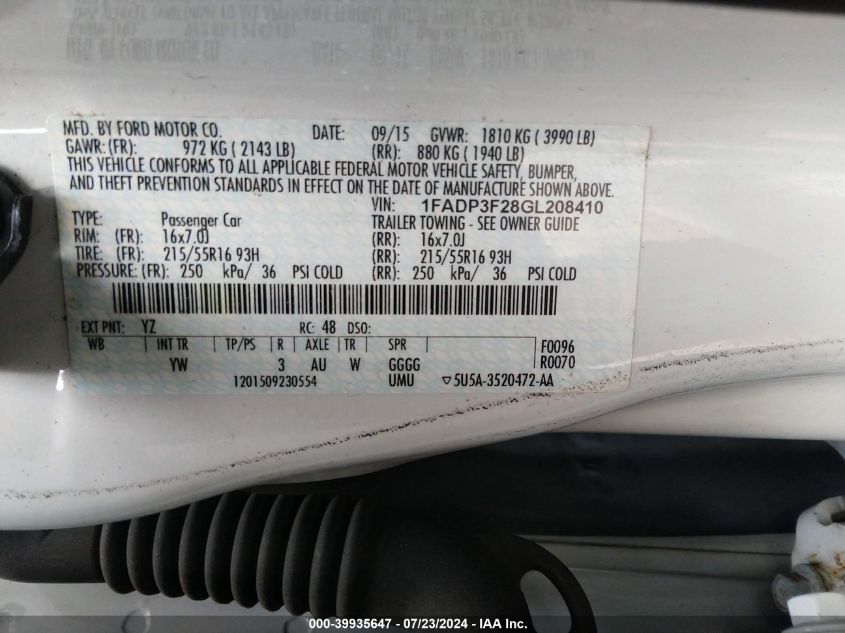 MFD. BY FORD MOTOR CO. DATE: 09/15 GVWR: 1810 KG ( 3990 LB)
GAWR: (FR): 972 KG ( 2143 LB) (RR): 880 KG ( 1940 LB)
THIS VEHICLE CONFORMS TO ALL APPLICABLE FEDERAL MOTOR VEHICLE SAFETY, BUMPER,
AND THEFT PREVENTION STANDARDS IN EFFECT ON THE DATE OF MANUFACTURE SHOWN ABOVE.
VIN: 1FADP3F28GL208410
TYPE: Passenger Car TRAILER TOWING - SEE OWNER GUIDE
RIM: (FR): 16x7.0J (RR): 16x7.0J
TIRE: (FR): 215/55R16 93H (RR): 215/55R16 93H
PRESSURE: (FR): 250 kPa/ 36 PSI COLD (RR): 250 kPa/ 36 PSI COLD
EXT PNT: YZ RC: 48 DSO:
WB INT TR TP/PS R AXLE TR SPR F0096
YW 3 AU W GGGG R0070
1201509230554 UMU ▽5U5A-3520472-AA
000-39935647 - 07/23/2024 - IAA Inc.